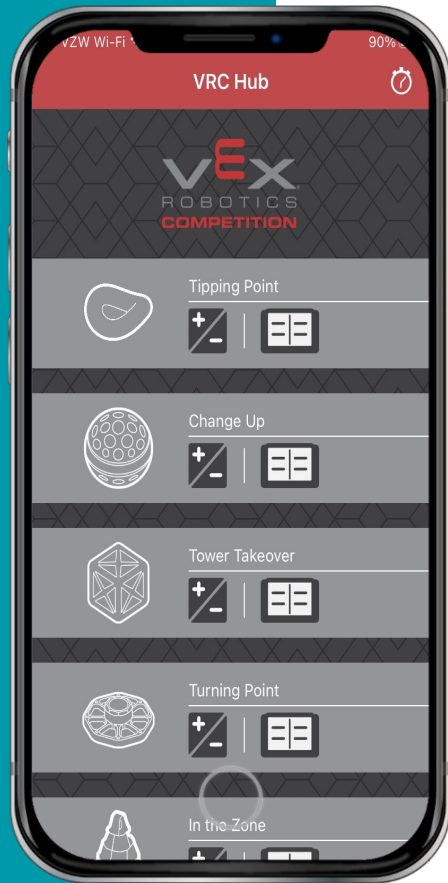 VZW Wi-Fi
90%
VRC Hub
VEX
ROBOTICS
COMPETITION
Tipping Point
Change Up
Tower Takeover
Turning Point
In the Zone